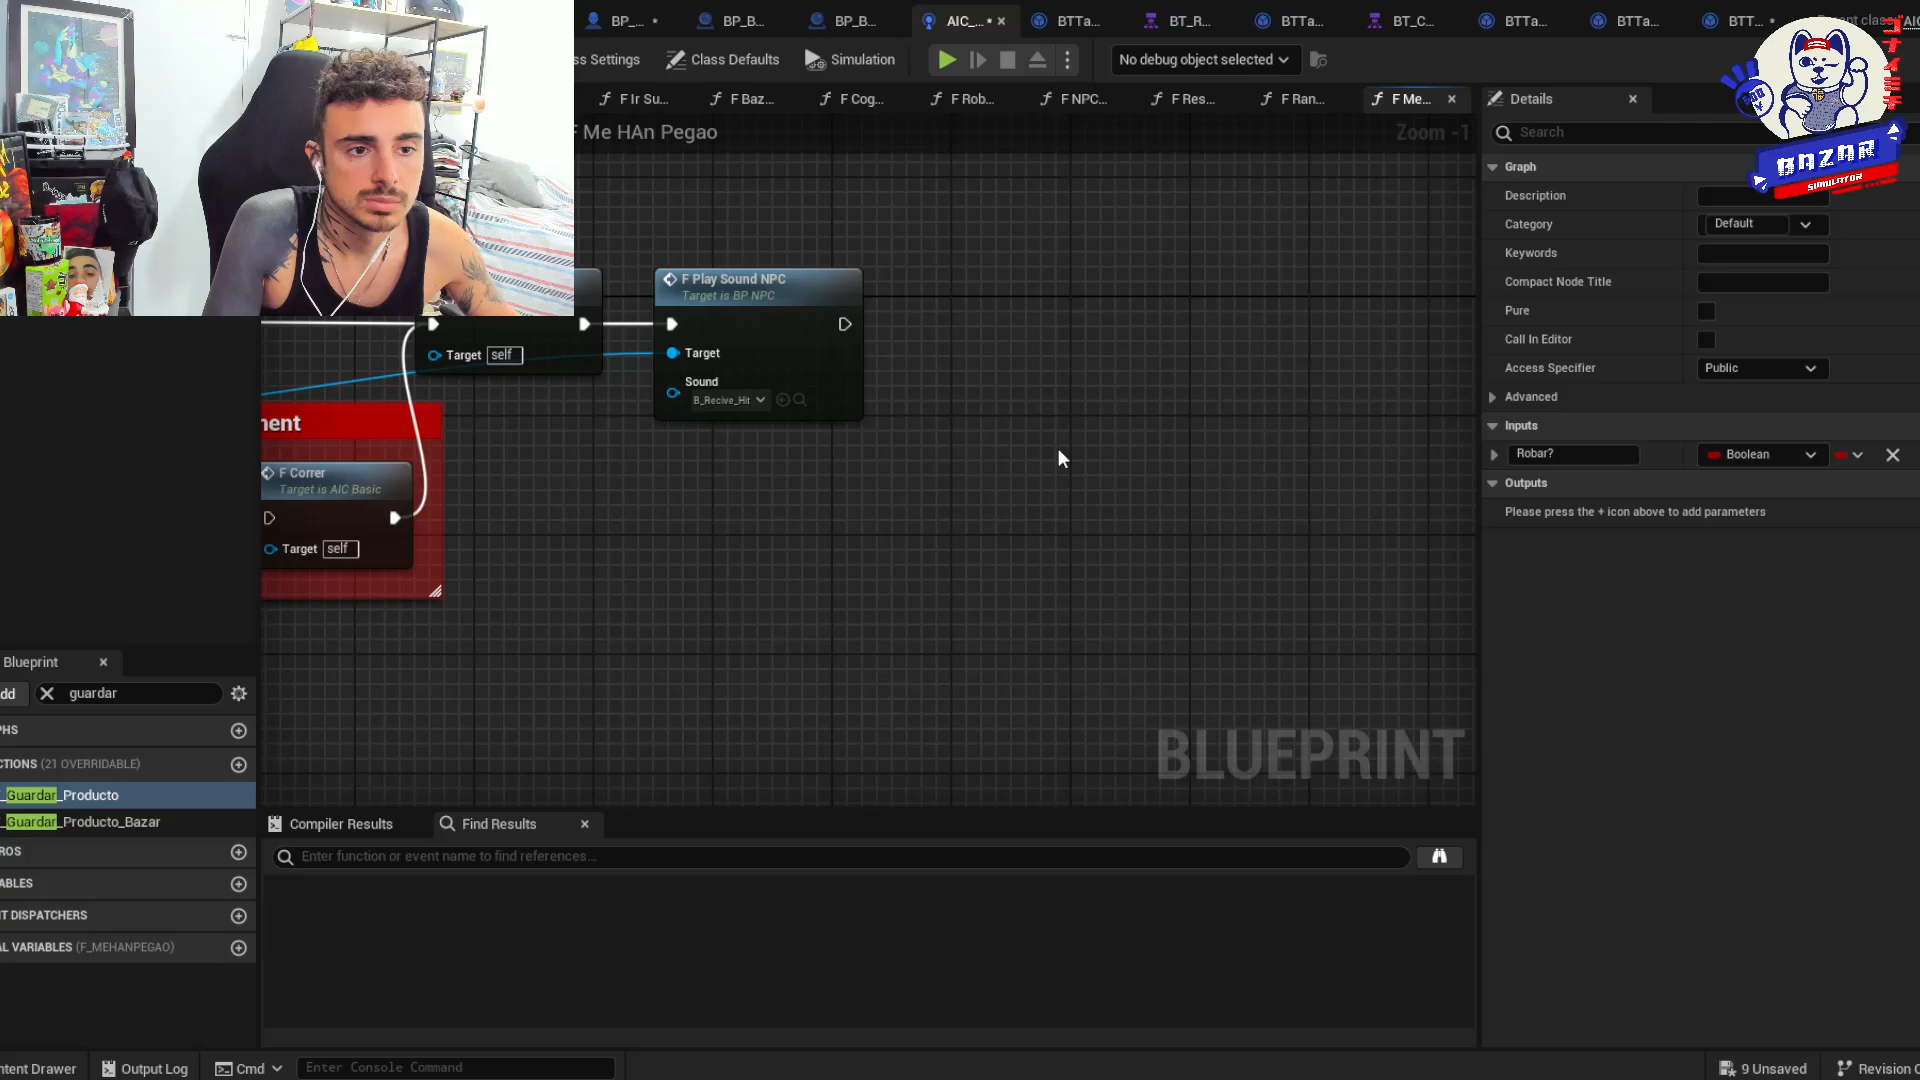 BP_... •
BP_B...
BP_B...
AIC_... •
BTTa...
BT_R...
BTTa...
BT_C...
BTTa...
BTTa...
BTT... •
ss Settings
Class Defaults
Simulation
No debug object selected
F Ir Su...
F Baz...
F Cog...
F Rob...
F NPC...
F Res...
F Ran...
F Me...
F Me HAn Pegao
Zoom -1
Details
Search
BAZAR
SIMULATOR
Graph
Description
Category
Default
Keywords
Compact Node Title
Pure
Call In Editor
Access Specifier
Public
Advanced
Inputs
Robar?
Boolean
Outputs
Please press the + icon above to add parameters
F Play Sound NPC
Target is BP NPC
Target self
Target
Sound
B_Recive_Hit
ment
F Correr
Target is AIC Basic
Target self
BLUEPRINT
Blueprint
dd
guardar
PHS
CTIONS (21 OVERRIDABLE)
_Guardar_Producto
_Guardar_Producto_Bazar
ROS
ABLES
T DISPATCHERS
AL VARIABLES (F_MEHANPEGAO)
Compiler Results
Find Results
Enter function or event name to find references...
ntent Drawer
Output Log
Cmd
Enter Console Command
9 Unsaved
Revision C